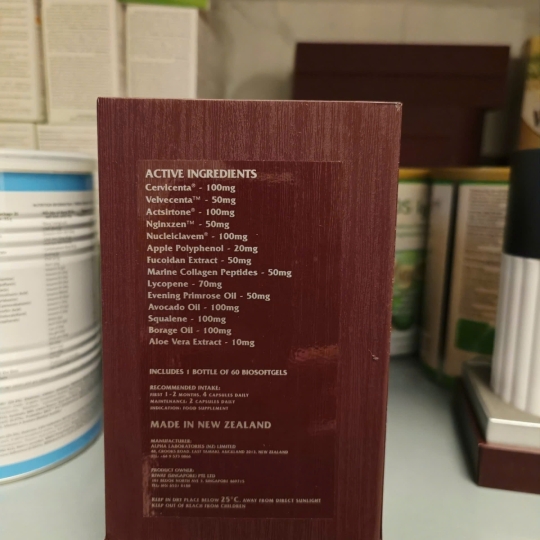 ACTIVE INGREDIENTS
Cervicenta® - 100mg
Velvecenta™ - 50mg
Actsirtone® - 100mg
Nginxzen™ - 50mg
Nucleiclavem® - 100mg
Apple Polyphenol - 20mg
Fucoidan Extract - 50mg
Marine Collagen Peptides - 50mg
Lycopene - 70mg
Evening Primrose Oil - 50mg
Avocado Oil - 100mg
Squalene - 100mg
Borage Oil - 100mg
Aloe Vera Extract - 10mg
INCLUDES 1 BOTTLE OF 60 BIOSOFTGELS
RECOMMENDED INTAKE:
FIRST 1-2 MONTHS, 4 CAPSULES DAILY
MAINTENANCE: 2 CAPSULES DAILY
INDICATION: FOOD SUPPLEMENT
MADE IN NEW ZEALAND
MANUFACTURER:
ALPHA LABORATORIES (NZ) LIMITED
PRODUCT OWNER:
KEEP IN DRY PLACE BELOW 25°C. AWAY FROM DIRECT SUNLIGHT
KEEP OUT OF REACH FROM CHILDREN